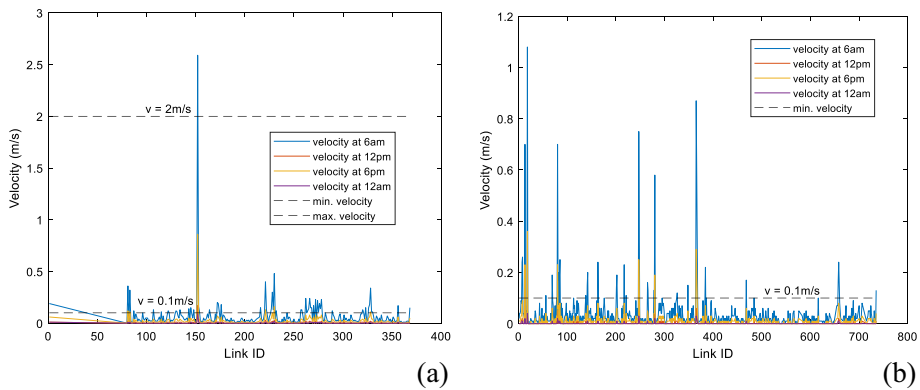 3
2.5
2
1.5
1
0.5
0
0
50
100
150
200
250
300
350
400
Velocity (m/s)
Link ID
v = 2m/s
v = 0.1m/s
velocity at 6am
velocity at 12pm
velocity at 6pm
velocity at 12am
min. velocity
max. velocity
(a)
1.2
1
0.8
0.6
0.4
0.2
0
0
100
200
300
400
500
600
700
800
Velocity (m/s)
Link ID
v = 0.1m/s
velocity at 6am
velocity at 12pm
velocity at 6pm
velocity at 12am
min. velocity
(b)